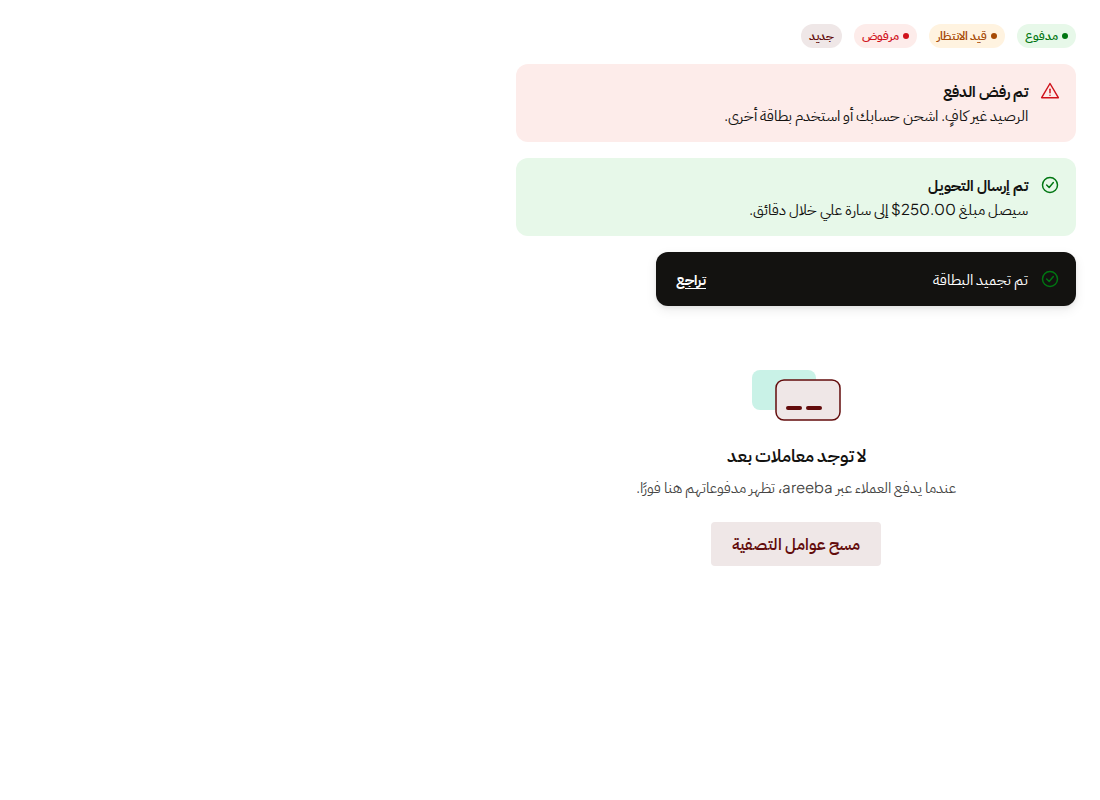 مدفوع
قيد الانتظار
مرفوض
جديد
تم رفض الدفع
الرصيد غير كافٍ. اشحن حسابك أو استخدم بطاقة أخرى.
تم إرسال التحويل
سيصل مبلغ $250.00 إلى سارة علي خلال دقائق.
تم تجميد البطاقة
تراجع
لا توجد معاملات بعد
عندما يدفع العملاء عبر areeba، تظهر مدفوعاتهم هنا فورًا.
مسح عوامل التصفية